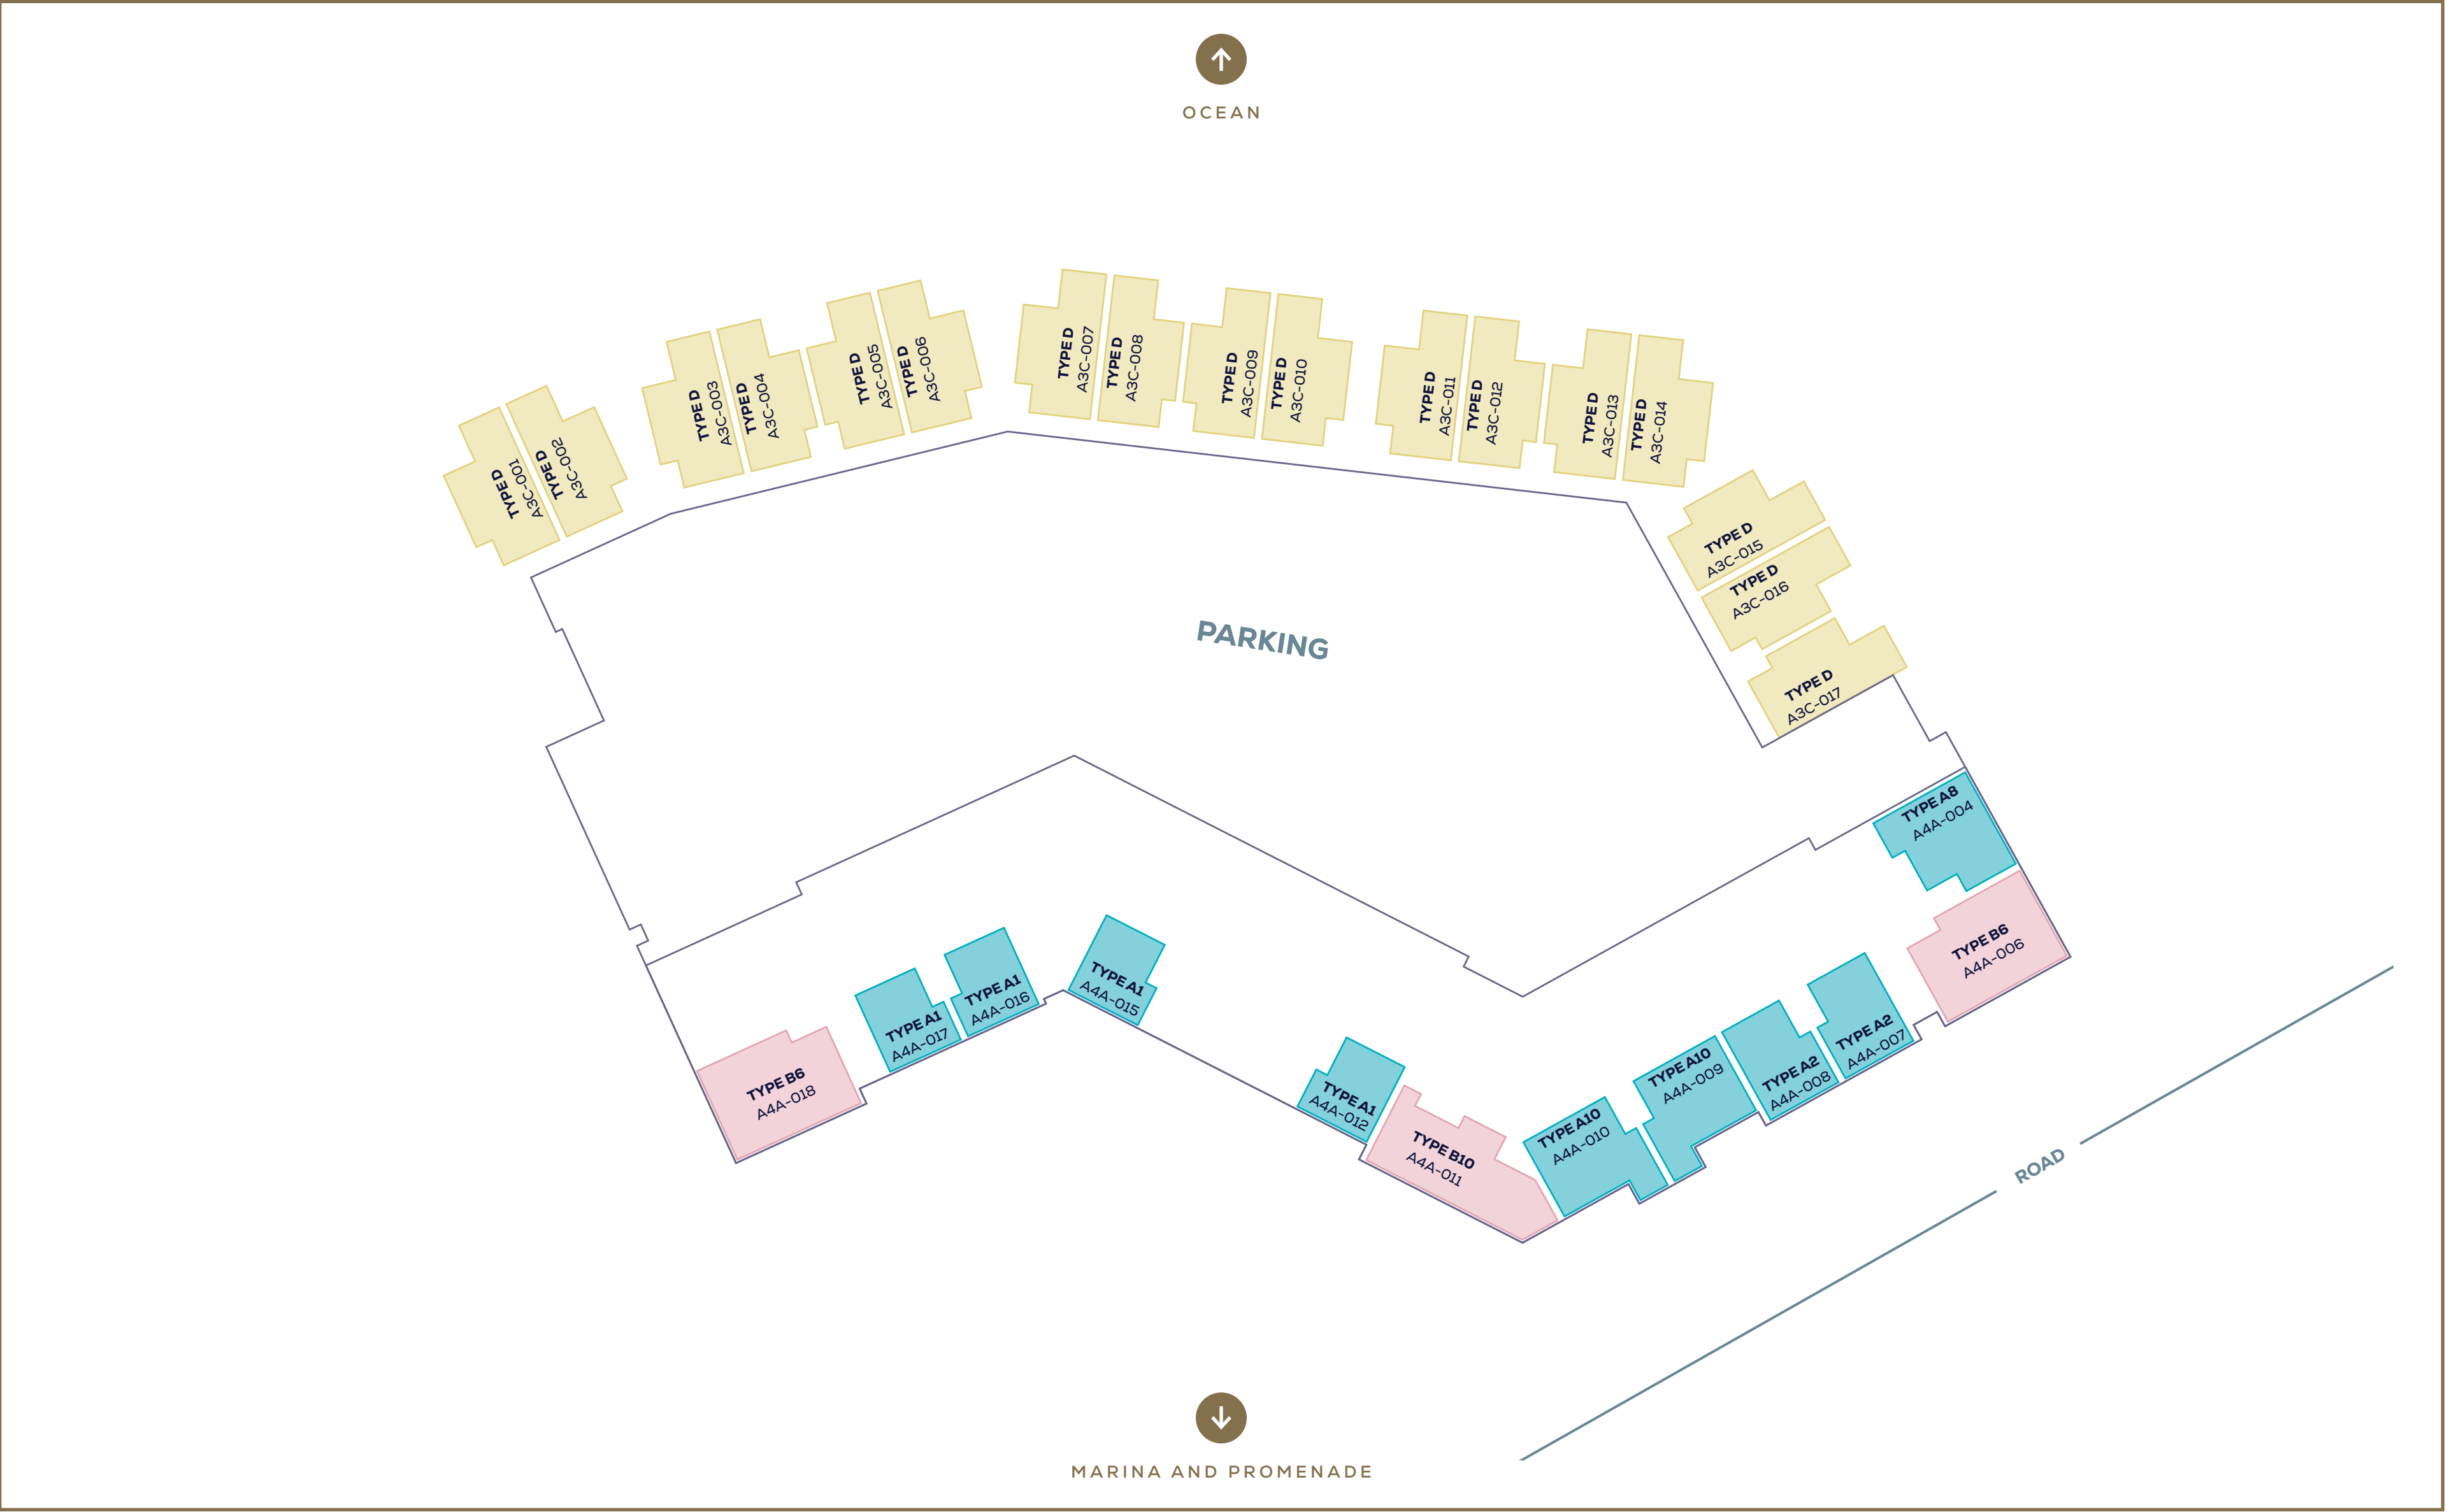 OCEAN
TYPE D
A3C-001
TYPE D
A3C-002
TYPE D
A3C-003
TYPE D
A3C-004
TYPE D
A3C-005
TYPE D
A3C-006
TYPE D
A3C-007
TYPE D
A3C-008
TYPE D
A3C-009
TYPE D
A3C-010
TYPE D
A3C-011
TYPE D
A3C-012
TYPE D
A3C-013
TYPE D
A3C-014
TYPE D
A3C-015
TYPE D
A3C-016
TYPE D
A3C-017
PARKING
TYPE A8
A4A-004
TYPE B6
A4A-006
TYPE A2
A4A-007
TYPE A2
A4A-008
TYPE A10
A4A-009
TYPE A10
A4A-010
TYPE B10
A4A-011
TYPE A1
A4A-012
TYPE A1
A4A-015
TYPE A1
A4A-016
TYPE A1
A4A-017
TYPE B6
A4A-018
ROAD
MARINA AND PROMENADE